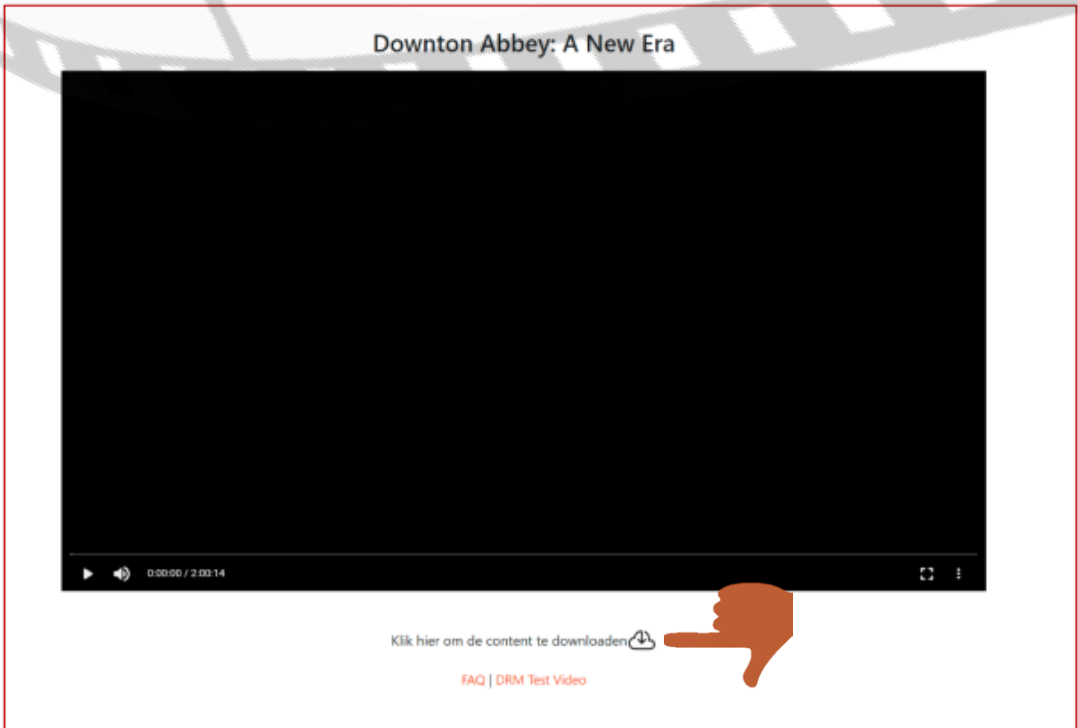 Downton Abbey: A New Era
0:00:00 / 2:00:14
Klik hier om de content te downloaden
FAQ | DRM Test Video